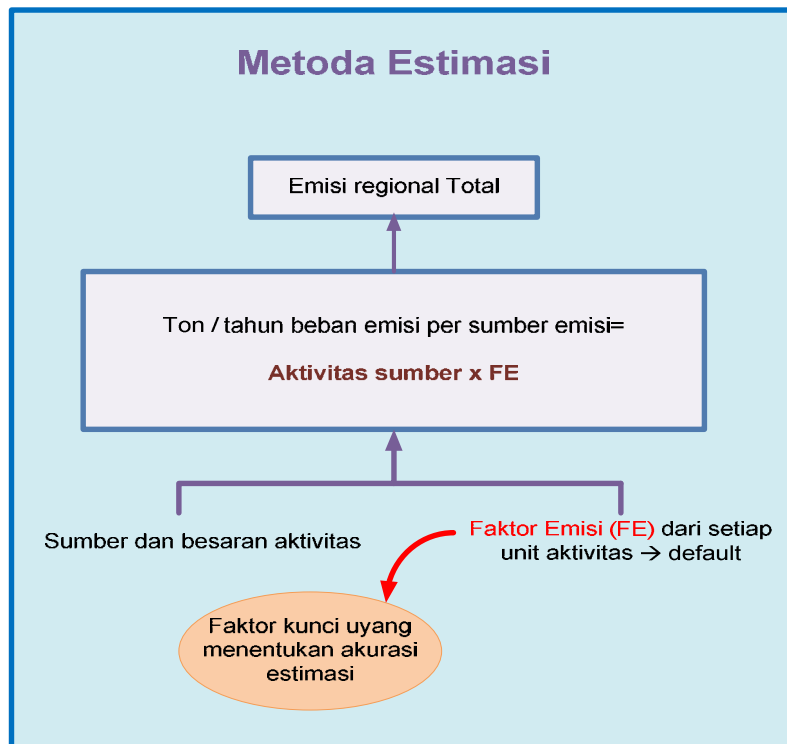 Metoda Estimasi
Emisi regional Total
Ton / tahun beban emisi per sumber emisi=
Aktivitas sumber x FE
Sumber dan besaran aktivitas
Faktor Emisi (FE) dari setiap
unit aktivitas → default
Faktor kunci uyang
menentukan akurasi
estimasi